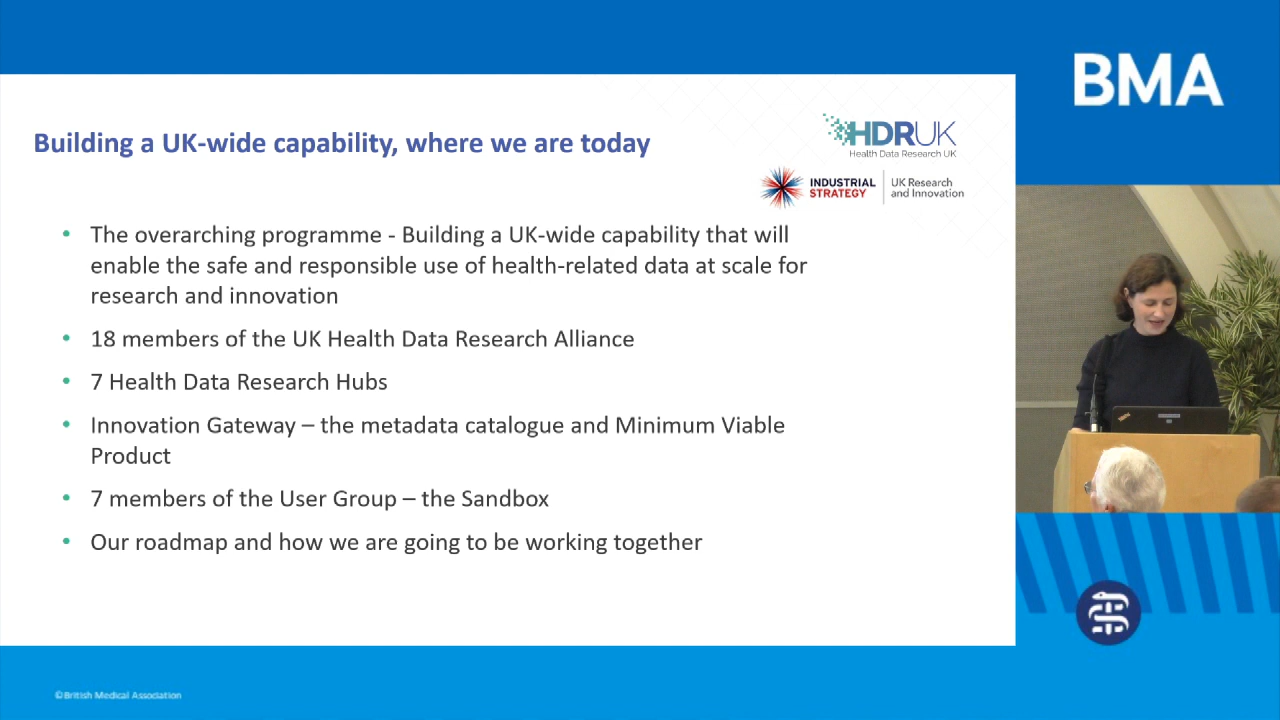 BMA
Building a UK-wide capability, where we are today
HDRUK
Health Data Research UK
INDUSTRIAL STRATEGY
UK Research and Innovation
• The overarching programme - Building a UK-wide capability that will
enable the safe and responsible use of health-related data at scale for
research and innovation
• 18 members of the UK Health Data Research Alliance
• 7 Health Data Research Hubs
• Innovation Gateway – the metadata catalogue and Minimum Viable
Product
• 7 members of the User Group – the Sandbox
• Our roadmap and how we are going to be working together
©British Medical Association